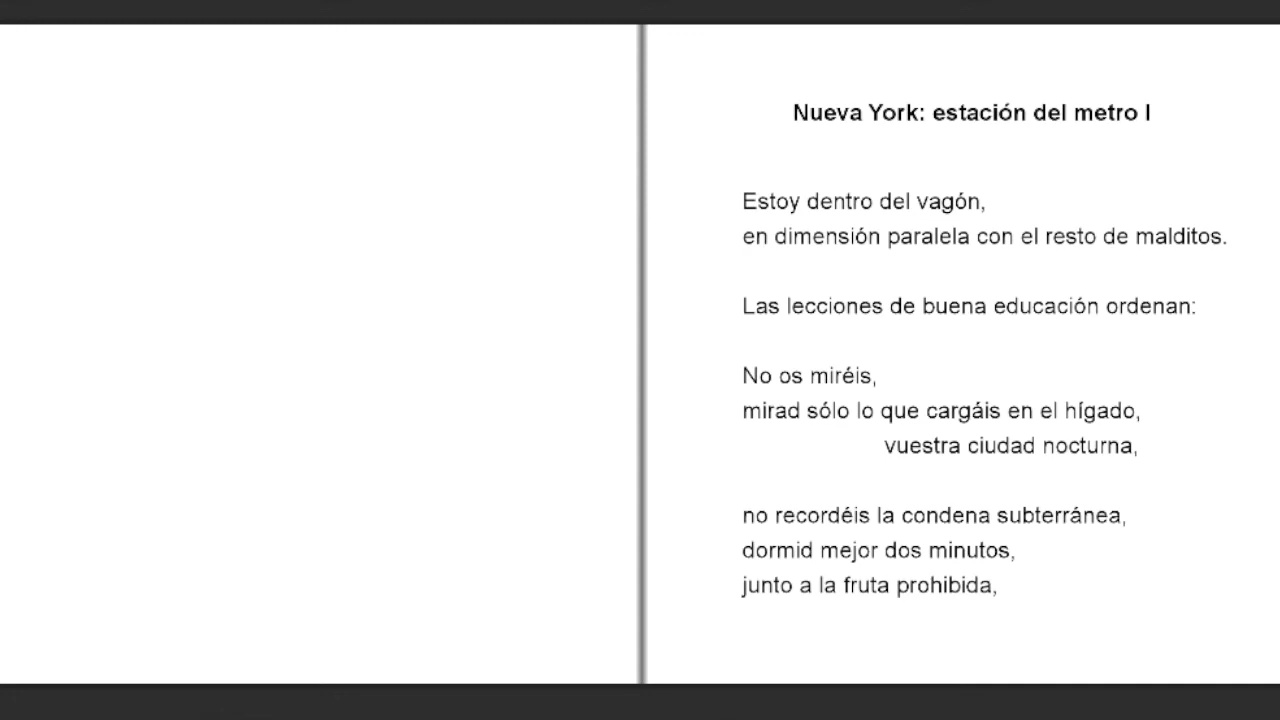 Nueva York: estación del metro I
Estoy dentro del vagón,
en dimensión paralela con el resto de malditos.
Las lecciones de buena educación ordenan:
No os miréis,
mirad sólo lo que cargáis en el hígado,
vuestra ciudad nocturna,
no recordéis la condena subterránea,
dormid mejor dos minutos,
junto a la fruta prohibida,